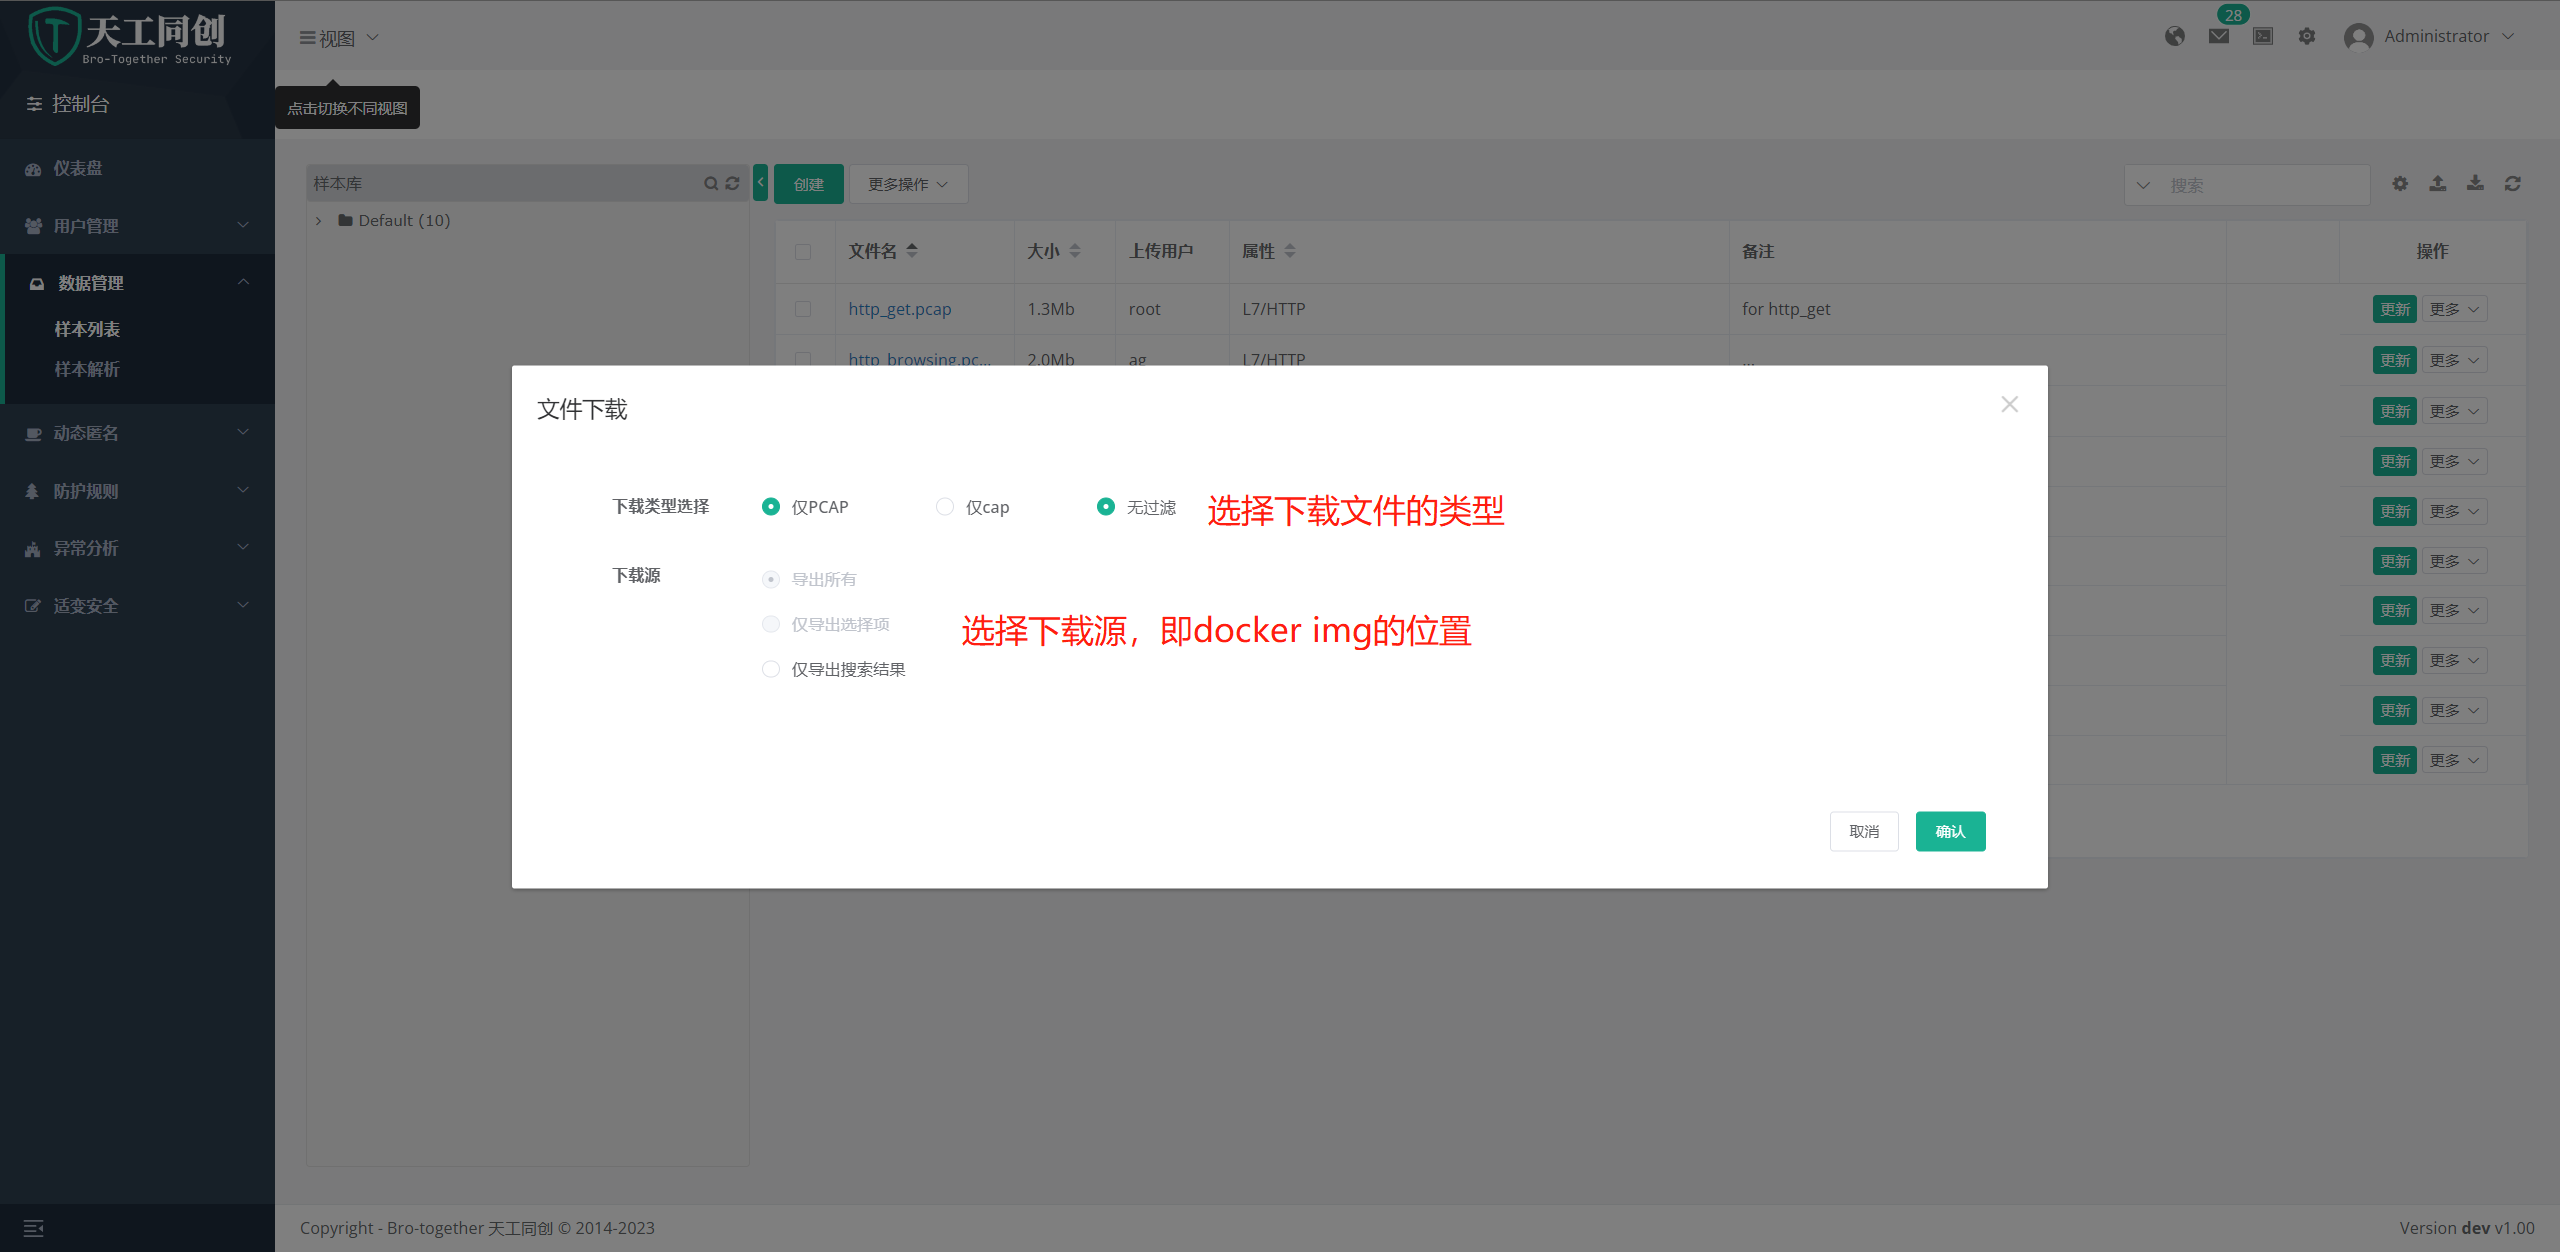 天工同创
Bro-Together Security
控制台
仪表盘
用户管理
数据管理
样本列表
样本解析
动态匿名
防护规则
异常分析
适变安全
视图
28
Administrator
点击切换不同视图
样本库
Default (10)
创建 更多操作
搜索
文件名 大小 上传用户 属性 备注 操作
http_get.pcap 1.3Mb root L7/HTTP for http_get 更新 更多
http_browsing.pc... 2.0Mb ag L7/HTTP ... 更新 更多
更新 更多
更新 更多
更新 更多
更新 更多
更新 更多
更新 更多
更新 更多
更新 更多
文件下载
下载类型选择 仅PCAP 仅cap 无过滤 选择下载文件的类型
下载源 导出所有
仅导出选择项
选择下载源，即docker img的位置
仅导出搜索结果
取消 确认
Copyright - Bro-together 天工同创 © 2014-2023
Version dev v1.00